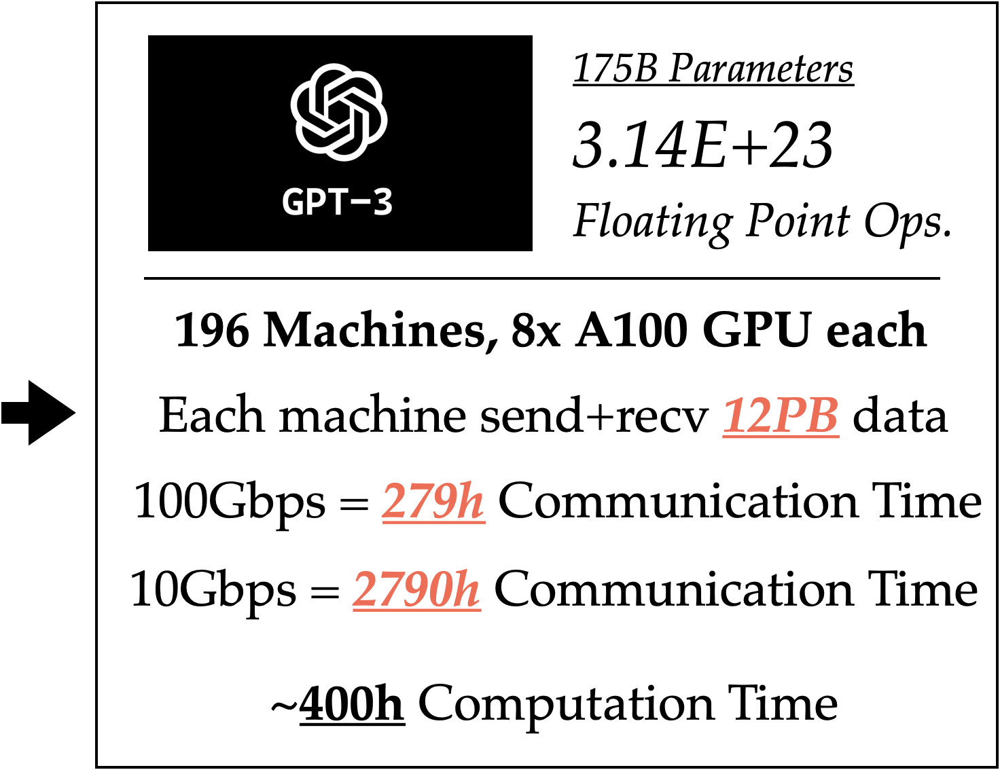 GPT-3
175B Parameters
3.14E+23
Floating Point Ops.
196 Machines, 8x A100 GPU each
Each machine send+recv 12PB data
100Gbps = 279h Communication Time
10Gbps = 2790h Communication Time
~400h Computation Time